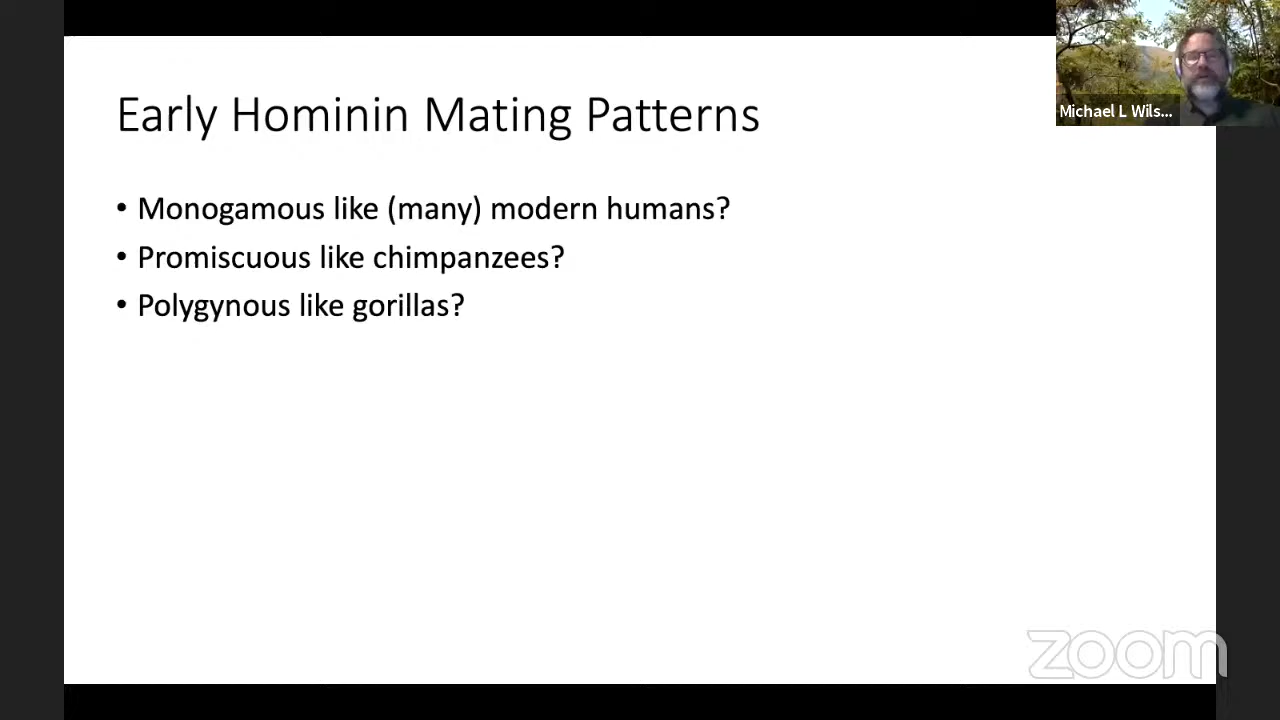 Early Hominin Mating Patterns
• Monogamous like (many) modern humans?
• Promiscuous like chimpanzees?
• Polygynous like gorillas?
Michael L Wils...
zoom